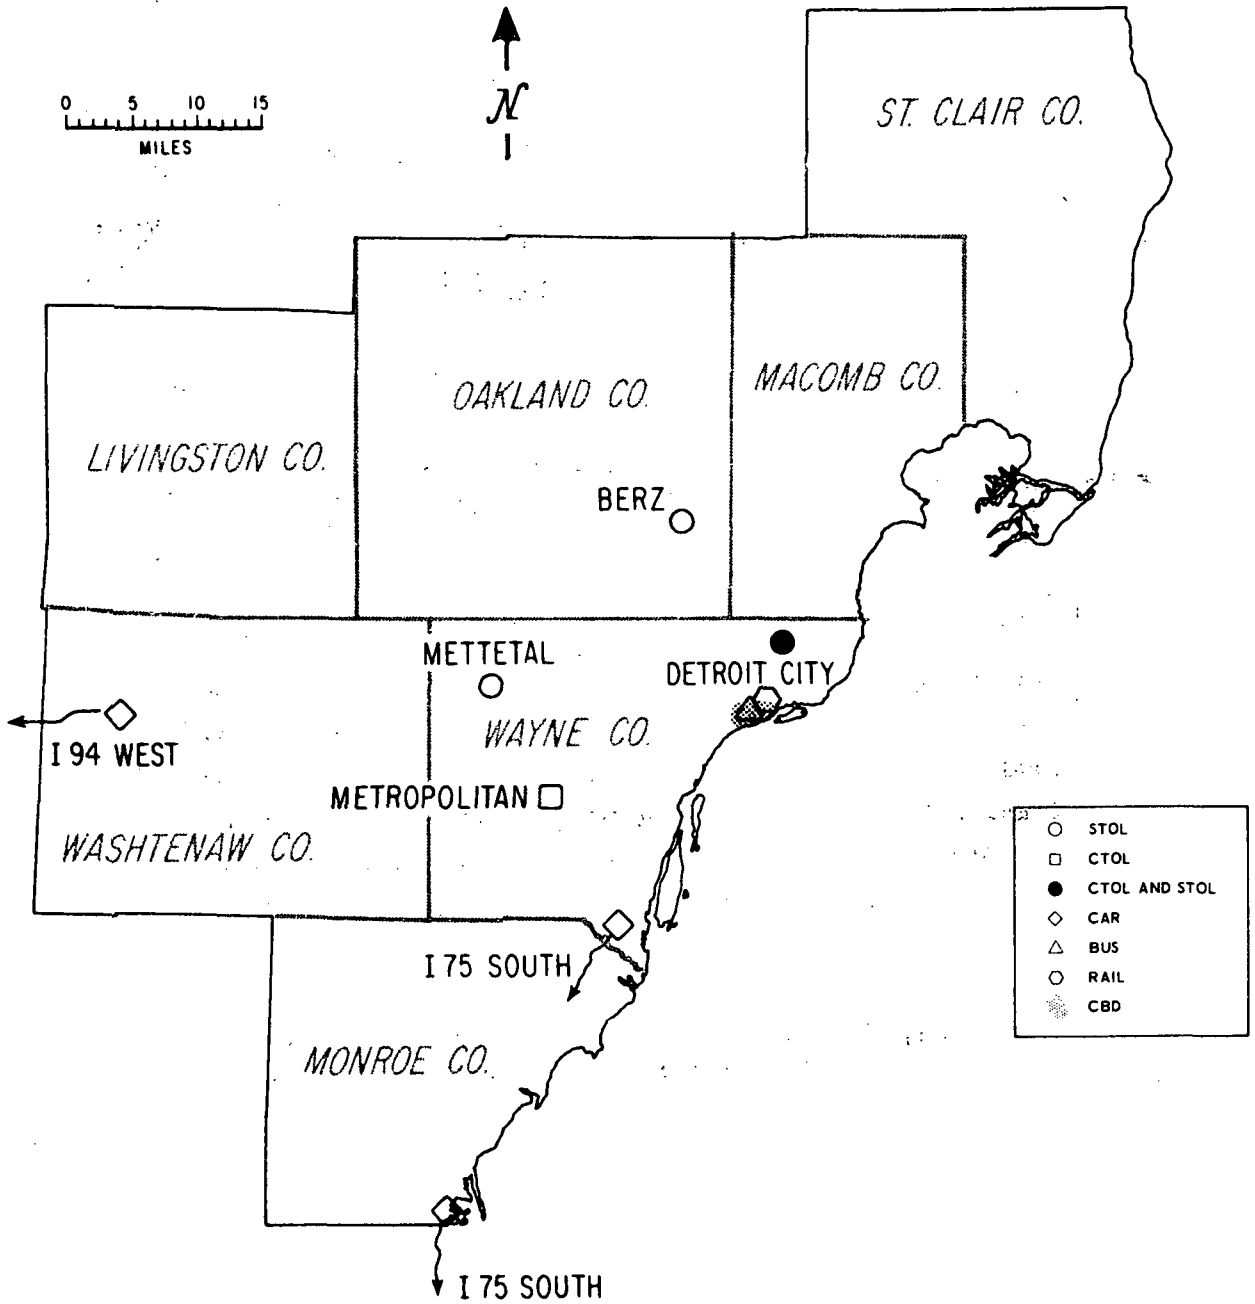 ST. CLAIR CO.
0 5 10 15
MILES
N
MACOMB CO.
OAKLAND CO.
LIVINGSTON CO.
BERZ
METTETAL
DETROIT CITY
WAYNE CO.
I 94 WEST
METROPOLITAN
WASHTENAW CO.
I 75 SOUTH
MONROE CO.
I 75 SOUTH
STOL
CTOL
CTOL AND STOL
CAR
BUS
RAIL
CBD